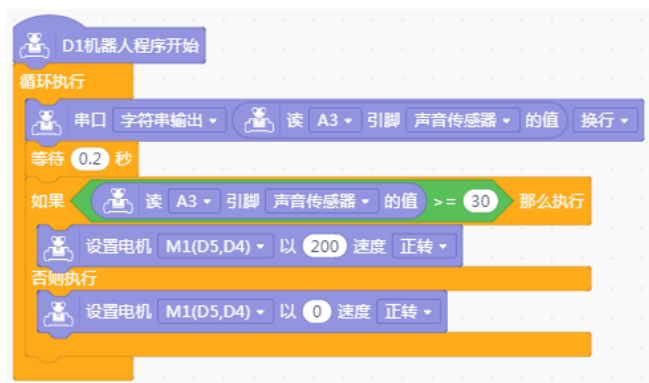 D1机器人程序开始
循环执行
串口 字符串输出 读 A3 引脚 声音传感器 的值 换行
等待 0.2 秒
如果 读 A3 引脚 声音传感器 的值 >= 30 那么执行
设置电机 M1(D5,D4) 以 200 速度 正转
否则执行
设置电机 M1(D5,D4) 以 0 速度 正转